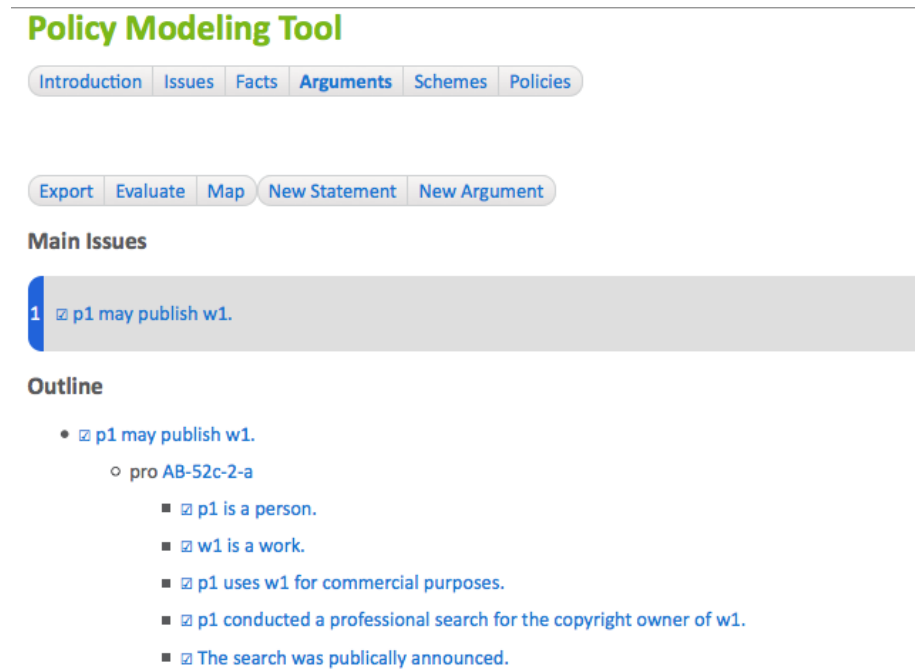 Policy Modeling Tool
Introduction Issues Facts Arguments Schemes Policies
Export Evaluate Map New Statement New Argument
Main Issues
1 ☑ p1 may publish w1.
Outline
• ☑ p1 may publish w1.
○ pro AB-52c-2-a
■ ☑ p1 is a person.
■ ☑ w1 is a work.
■ ☑ p1 uses w1 for commercial purposes.
■ ☑ p1 conducted a professional search for the copyright owner of w1.
■ ☑ The search was publically announced.